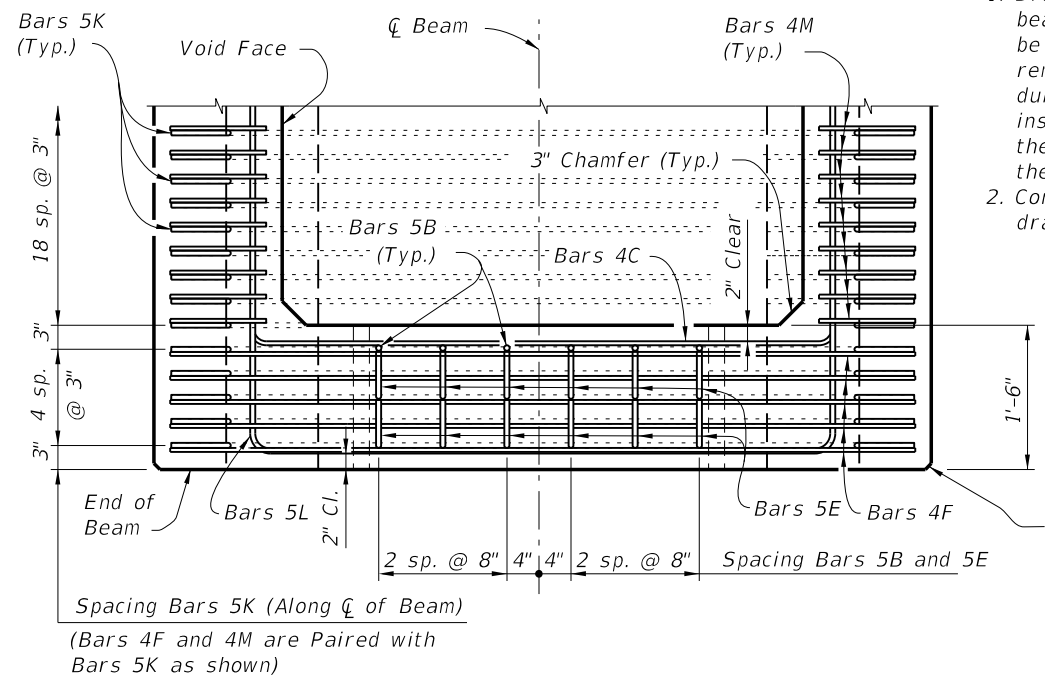 Bars 5K
(Typ.)
Void Face
℄ Beam
Bars 4M
(Typ.)
bea
be
rem
dur
ins
the
the
2. Con
dra
18 sp. @ 3"
3" Chamfer (Typ.)
Bars 5B
(Typ.)
Bars 4C
2" Clear
3"
4 sp.
@ 3"
3"
1'-6"
End of
Beam
Bars 5L
2" Cl.
Bars 5E
Bars 4F
2 sp. @ 8"
4"
4"
2 sp. @ 8"
Spacing Bars 5B and 5E
Spacing Bars 5K (Along ℄ of Beam)
(Bars 4F and 4M are Paired with
Bars 5K as shown)